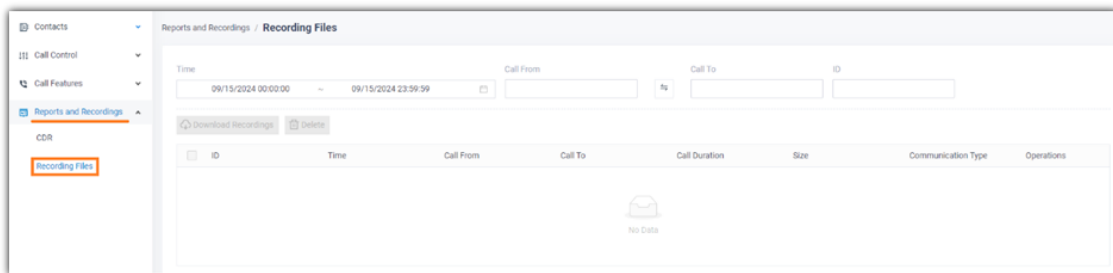 Contacts
Call Control
Call Features
Reports and Recordings
CDR
Recording Files
Reports and Recordings / Recording Files
Time Call From Call To ID
09/15/2024 00:00:00 ~ 09/15/2024 23:59:59
Download Recordings Delete
ID Time Call From Call To Call Duration Size Communication Type Operations
No Data